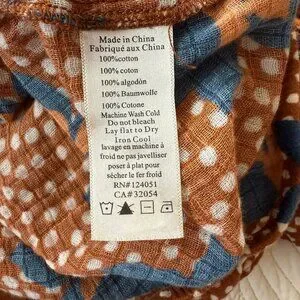 Made in China
Fabriqué aux China
100%cotton
100% coton
100% algodón
100% Baumwolle
100% Cotone
Machine Wash Cold
Do not bleach
Lay flat to Dry
Iron Cool
lavage en machine à
froid ne pas javelliser
poser à plat pour
sécher le fer froid
RN#124051
CA#32054